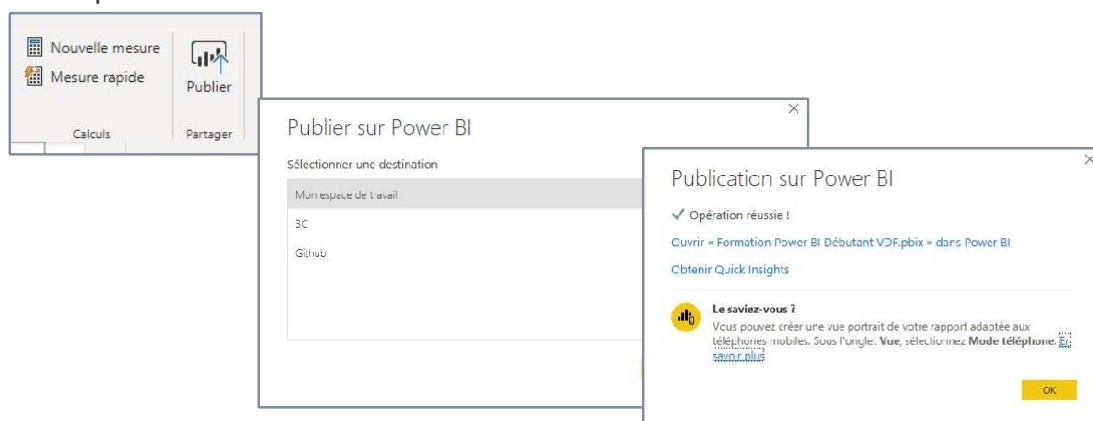 Nouvelle mesure
Mesure rapide
Publier
Calculs
Partager
Publier sur Power BI
Sélectionner une destination
Mon espace de travail
3C
Github
Publication sur Power BI
Opération réussie !
Ouvrir « Formation Power BI Débutant VDF.pbix » dans Power BI
Obtenir Quick Insights
Le saviez-vous ?
Vous pouvez créer une vue portrait de votre rapport adaptée aux
téléphones mobiles. Sous l'onglet Vue, sélectionnez Mode téléphone. En
savoir plus
OK